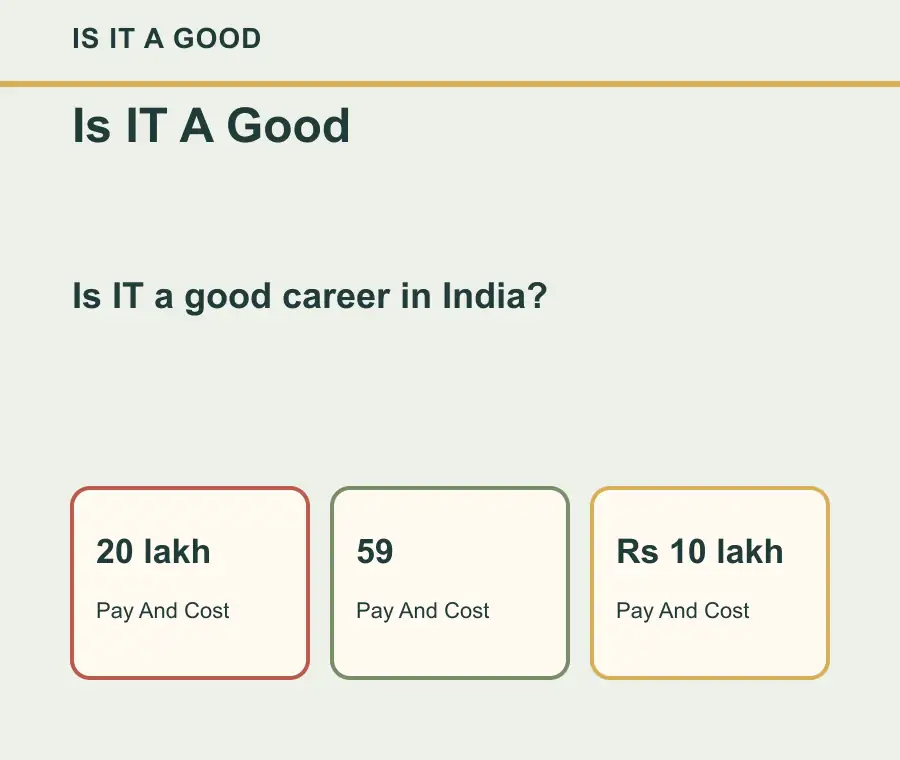 IS IT A GOOD
Is IT A Good
Is IT a good career in India?
20 lakh
Pay And Cost
59
Pay And Cost
Rs 10 lakh
Pay And Cost